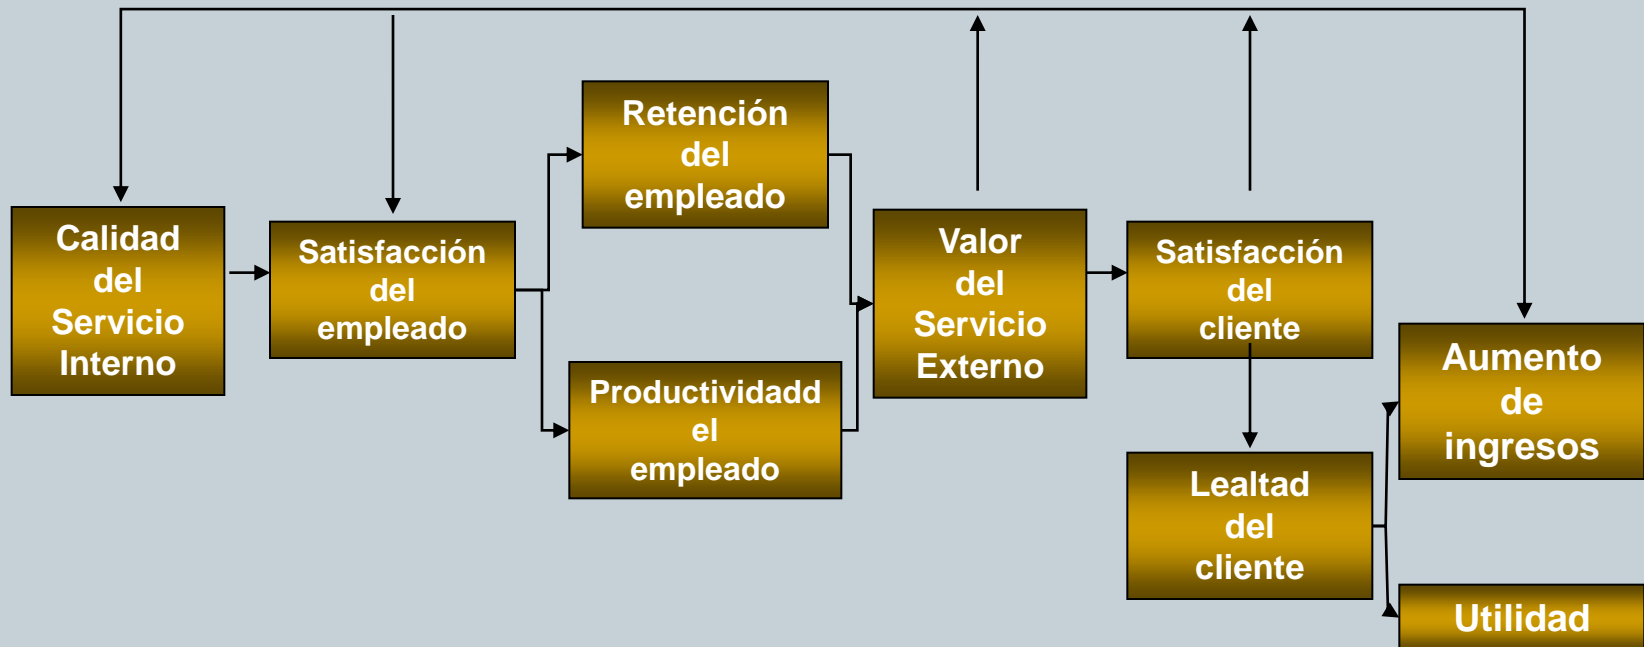 Calidad
del
Servicio
Interno
Satisfacción
del
empleado
Retención
del
empleado
Productividadd
el
empleado
Valor
del
Servicio
Externo
Satisfacción
del
cliente
Lealtad
del
cliente
Aumento
de
ingresos
Utilidad